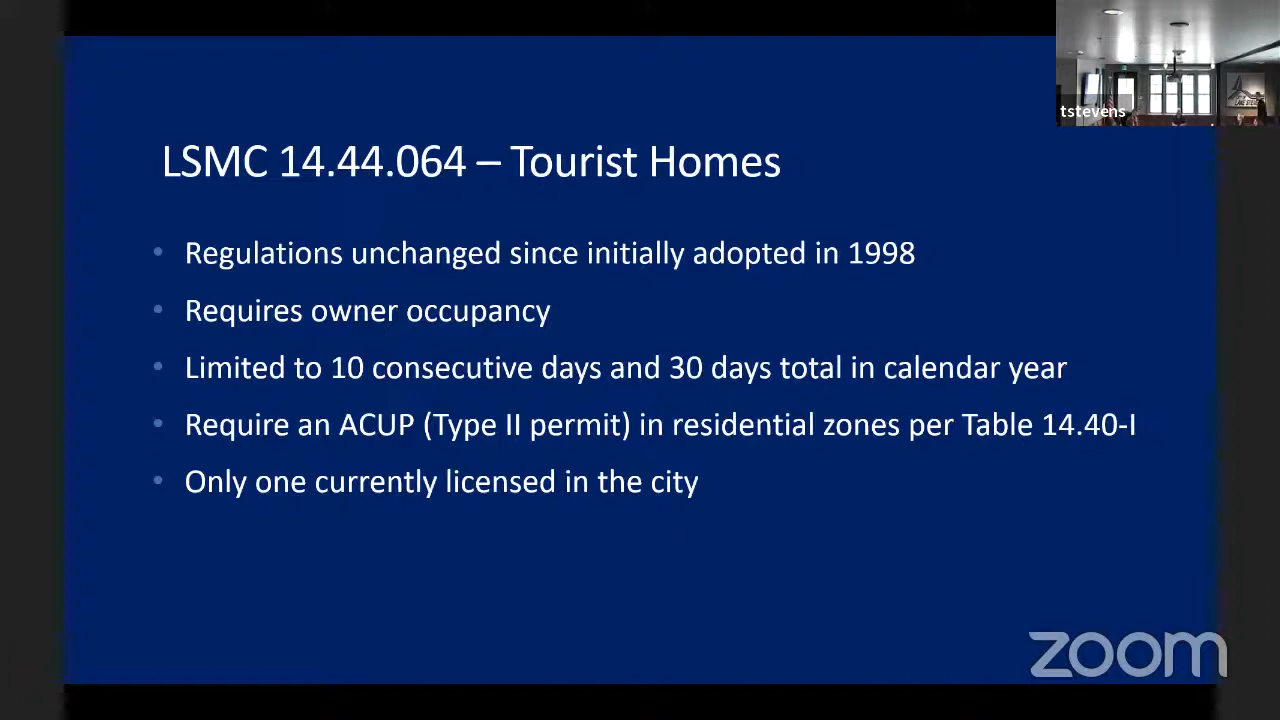 tstevens
LSMC 14.44.064 – Tourist Homes
• Regulations unchanged since initially adopted in 1998
• Requires owner occupancy
• Limited to 10 consecutive days and 30 days total in calendar year
• Require an ACUP (Type II permit) in residential zones per Table 14.40-I
• Only one currently licensed in the city
zoom